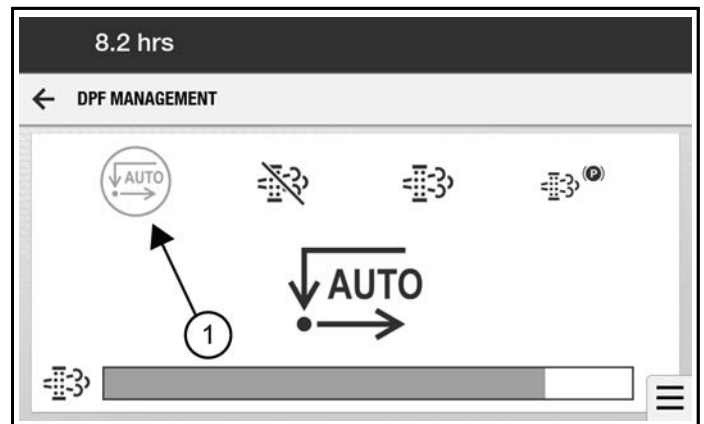 8.2 hrs
DPF MANAGEMENT
AUTO
(P)
AUTO
1